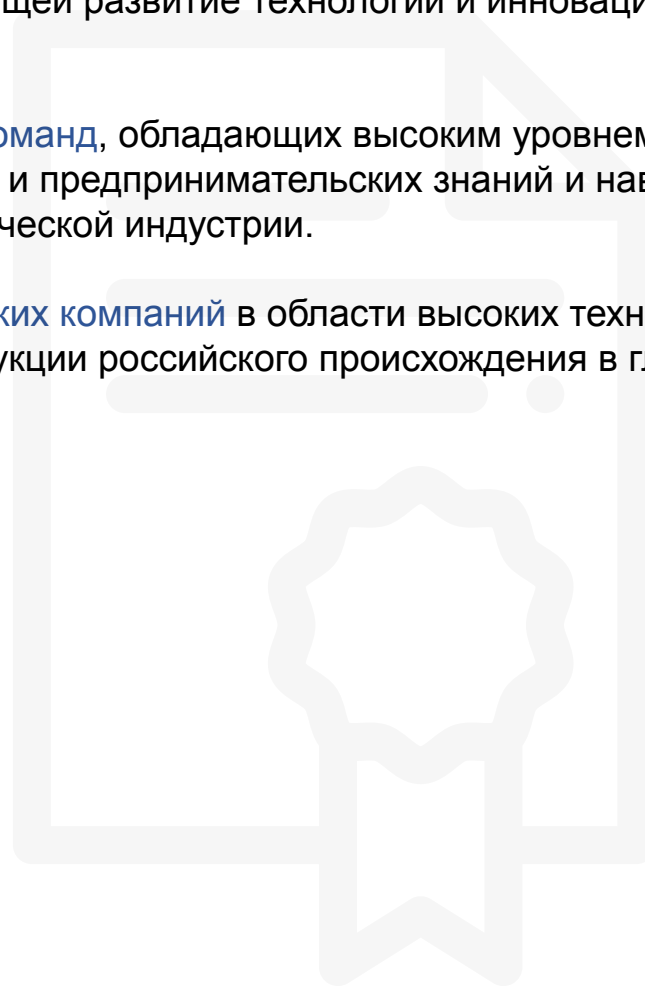 щей развитие технологий и инноваци
оманд, обладающих высоким уровнем
и предпринимательских знаний и нав
ческой индустрии.
ких компаний в области высоких техн
укции российского происхождения в гл